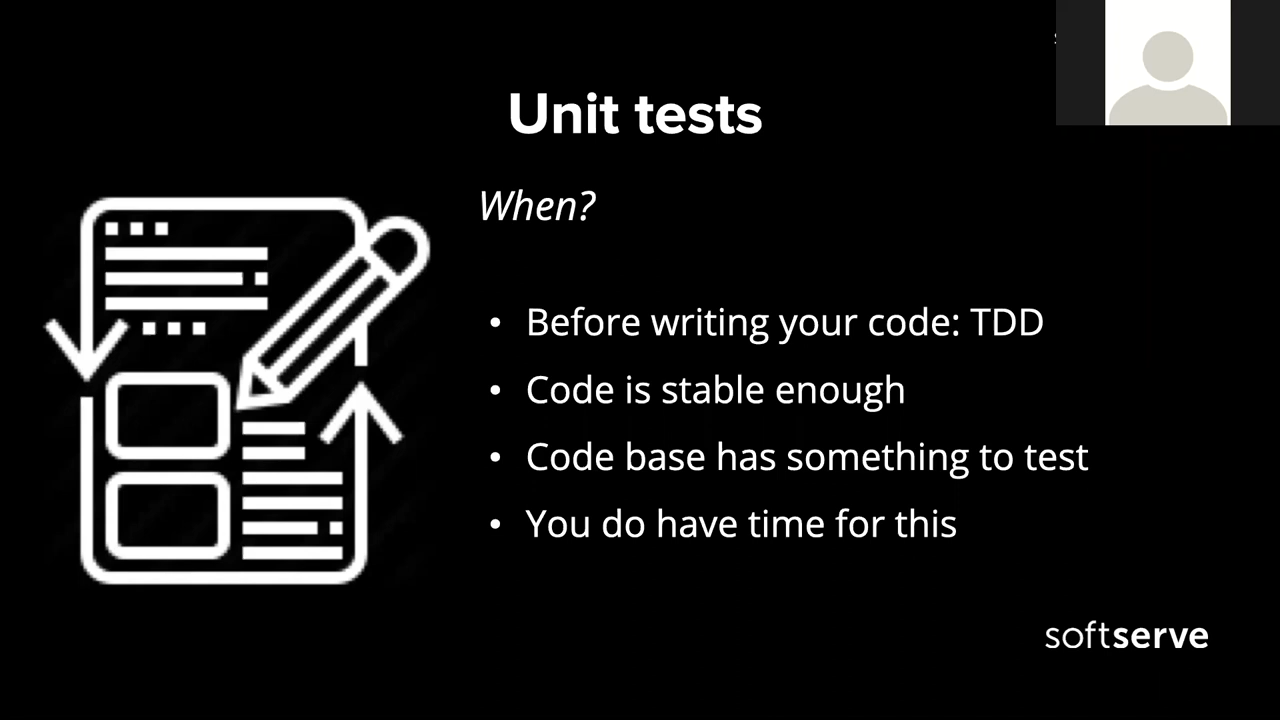 Unit tests
When?
• Before writing your code: TDD
• Code is stable enough
• Code base has something to test
• You do have time for this
softserve